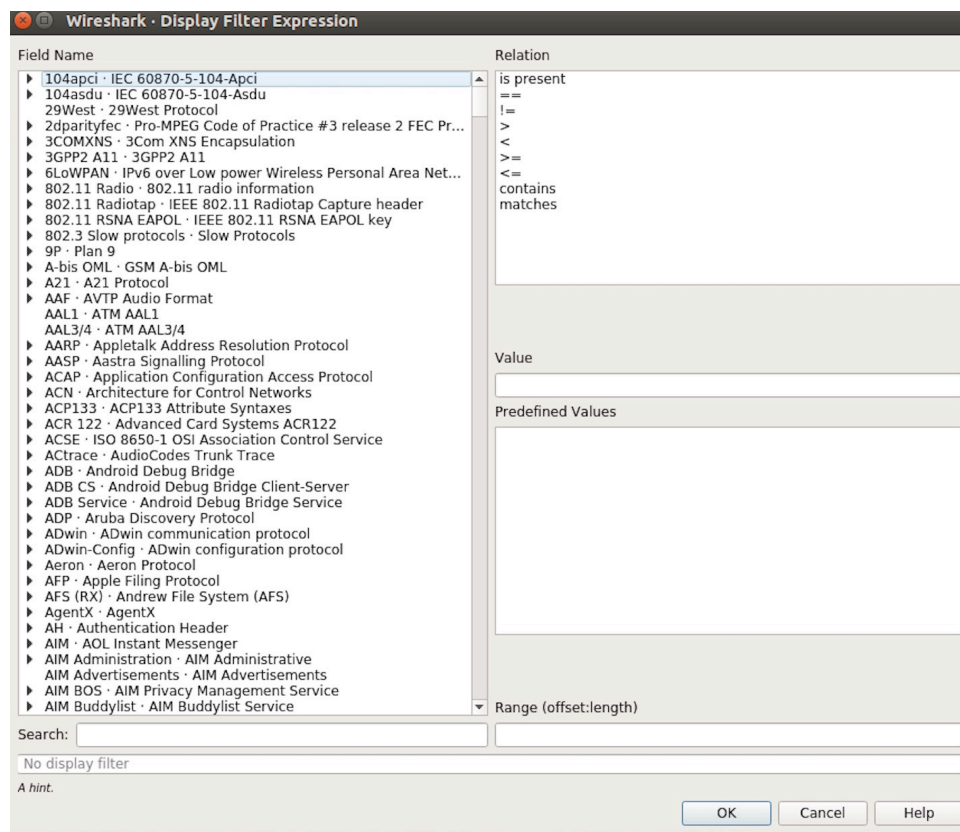 Wireshark · Display Filter Expression
Field Name
104apci · IEC 60870-5-104-Apci
104asdu · IEC 60870-5-104-Asdu
29West · 29West Protocol
2dparityfec · Pro-MPEG Code of Practice #3 release 2 FEC Pr...
3COMXNS · 3Com XNS Encapsulation
3GPP2 A11 · 3GPP2 A11
6LoWPAN · IPv6 over Low power Wireless Personal Area Net...
802.11 Radio · 802.11 radio information
802.11 Radiotap · IEEE 802.11 Radiotap Capture header
802.11 RSNA EAPOL · IEEE 802.11 RSNA EAPOL key
802.3 Slow protocols · Slow Protocols
9P · Plan 9
A-bis OML · GSM A-bis OML
A21 · A21 Protocol
AAF · AVTP Audio Format
AAL1 · ATM AAL1
AAL3/4 · ATM AAL3/4
AARP · Appletalk Address Resolution Protocol
AASP · Aastra Signalling Protocol
ACAP · Application Configuration Access Protocol
ACN · Architecture for Control Networks
ACP133 · ACP133 Attribute Syntaxes
ACR 122 · Advanced Card Systems ACR122
ACSE · ISO 8650-1 OSI Association Control Service
ACtrace · AudioCodes Trunk Trace
ADB · Android Debug Bridge
ADB CS · Android Debug Bridge Client-Server
ADB Service · Android Debug Bridge Service
ADP · Aruba Discovery Protocol
ADwin · ADwin communication protocol
ADwin-Config · ADwin configuration protocol
Aeron · Aeron Protocol
AFP · Apple Filing Protocol
AFS (RX) · Andrew File System (AFS)
AgentX · AgentX
AH · Authentication Header
AIM · AOL Instant Messenger
AIM Administration · AIM Administrative
AIM Advertisements · AIM Advertisements
AIM BOS · AIM Privacy Management Service
AIM Buddylist · AIM Buddylist Service
Search:
Relation
is present
==
!=
>
<
>=
<=
contains
matches
Value
Predefined Values
Range (offset:length)
No display filter
A hint.
OK
Cancel
Help